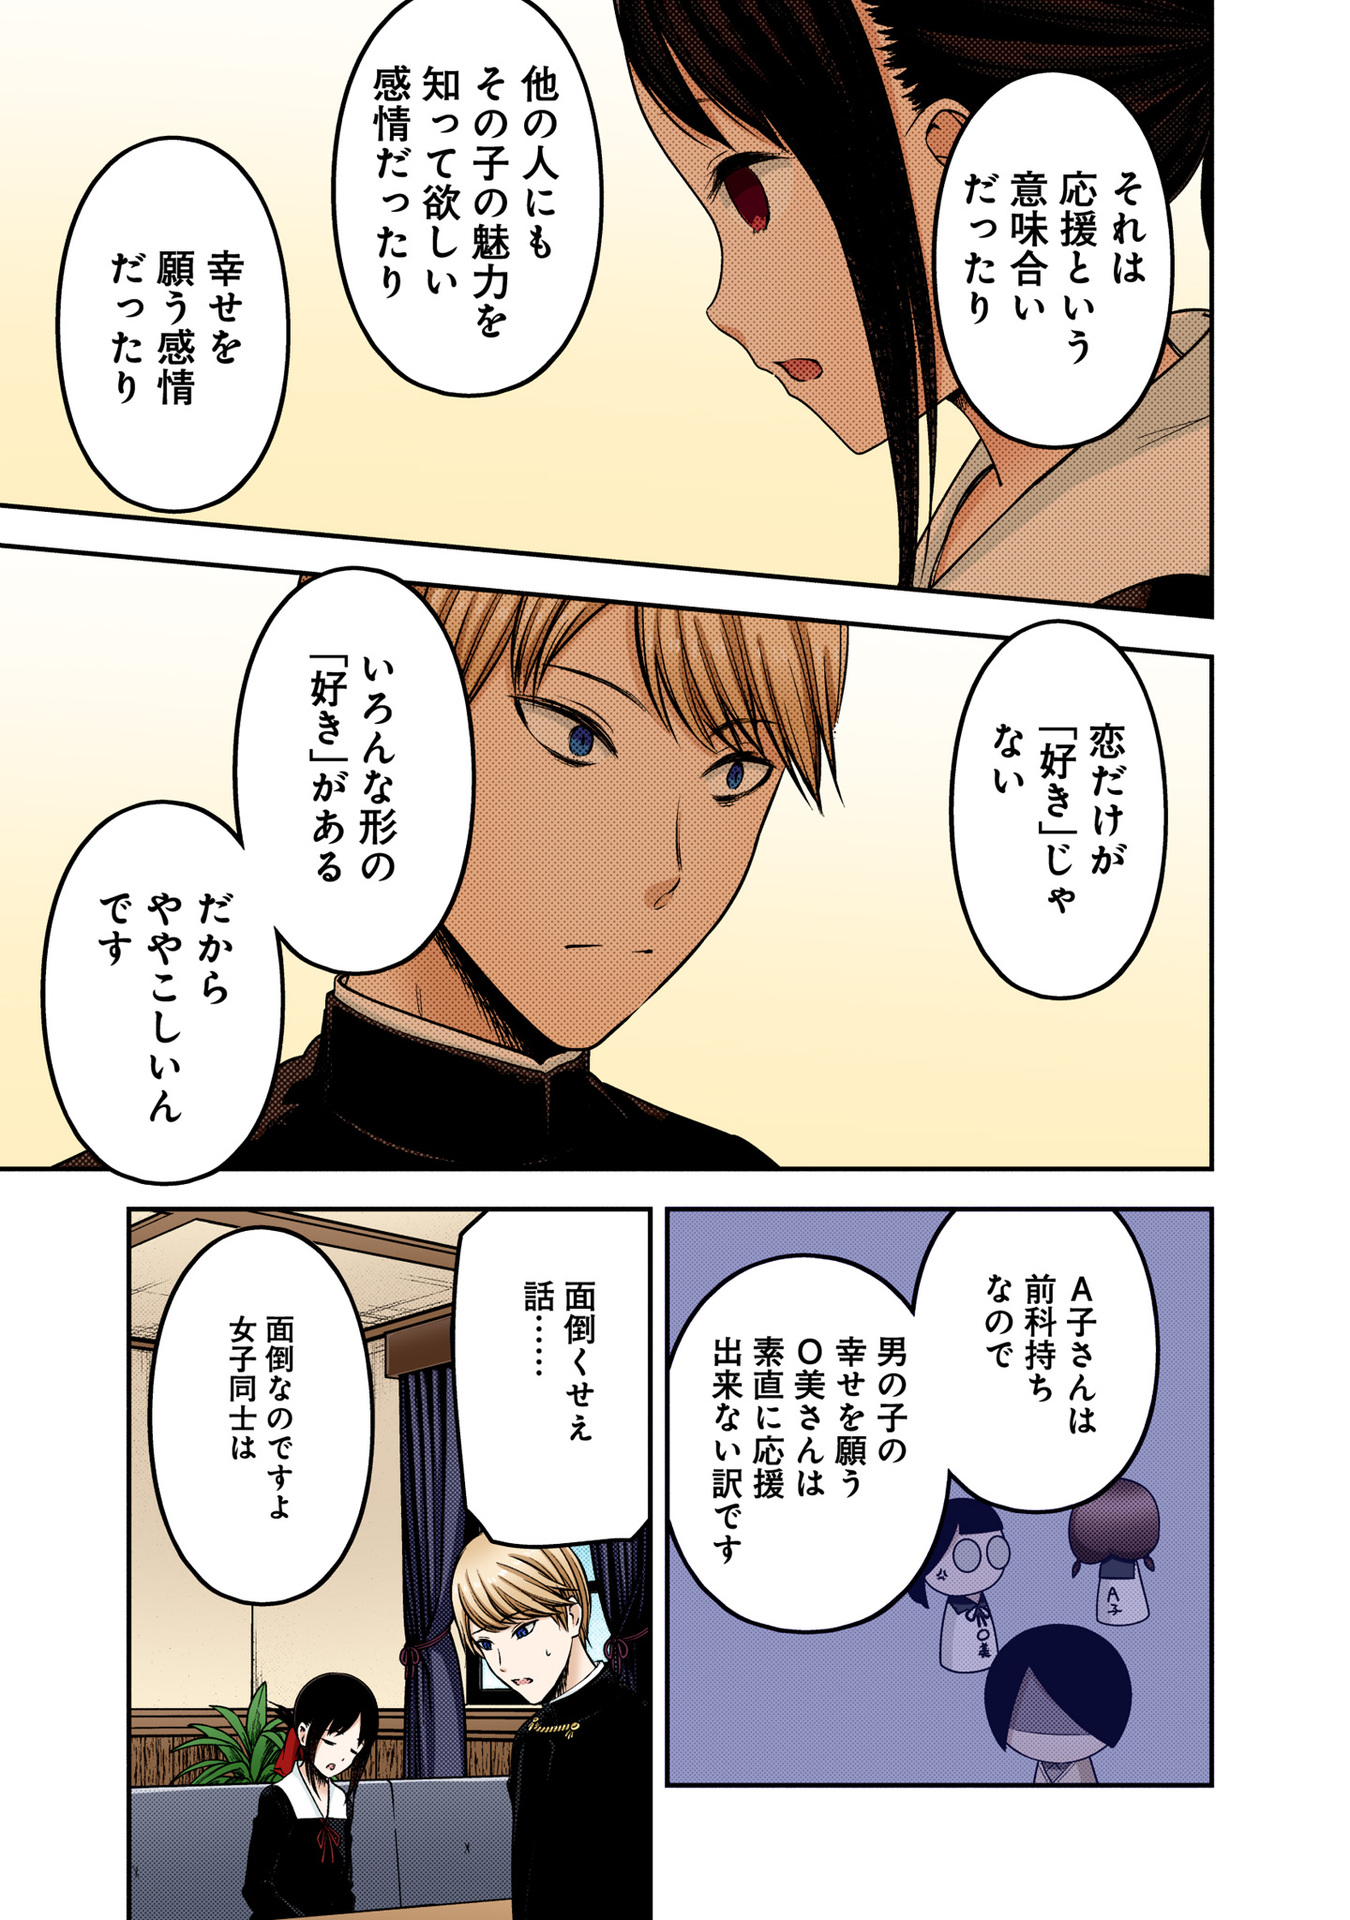 それは
応援という
意味合い
だったり
他の人にも
その子の魅力を
知って欲しい
感情だったり
幸せを
願う感情
だったり
恋だけが
「好き」じゃ
ない
いろんな形の
「好き」がある
だから
ややこしいん
です
A子さんは
前科持ち
なので
男の子の
幸せを願う
O美さんは
素直に応援
出来ない訳です
A子
O美
面倒くせえ
話……
面倒なのですよ
女子同士は